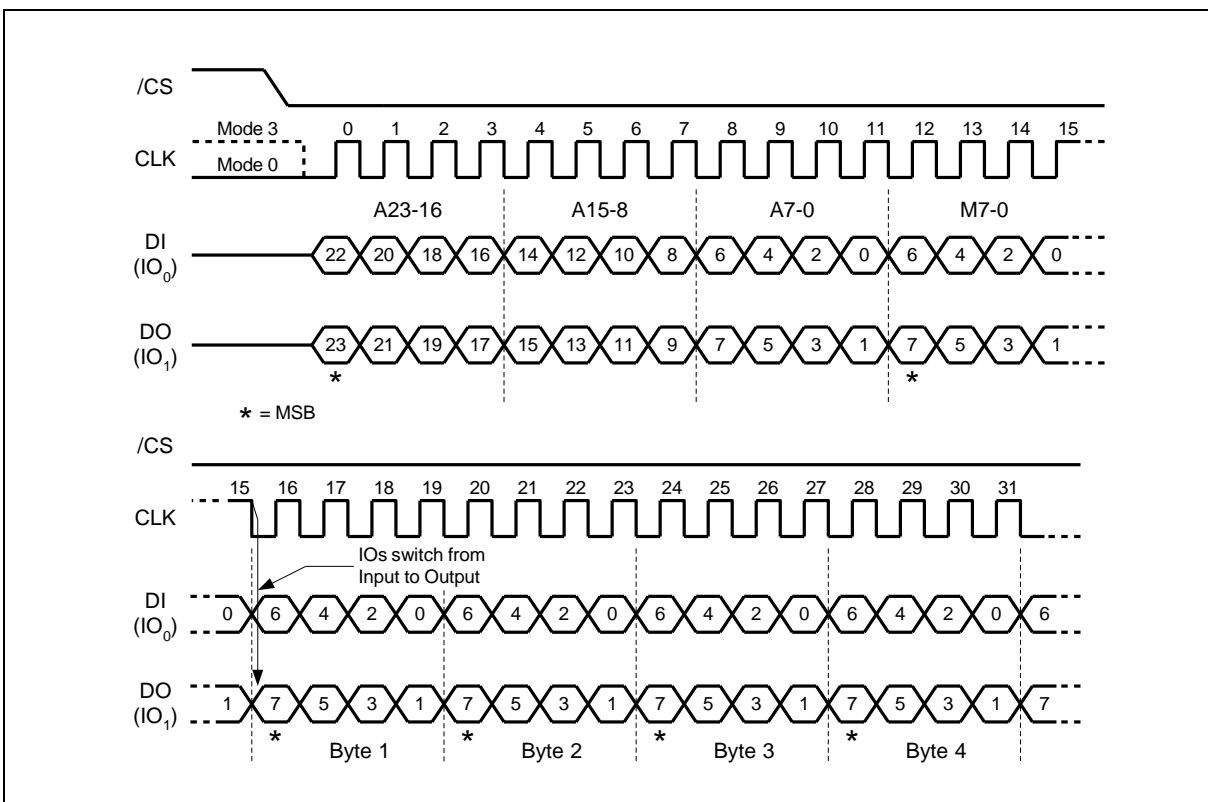 /CS
Mode 3 0 1 2 3 4 5 6 7 8 9 10 11 12 13 14 15
CLK
Mode 0
A23-16 A15-8 A7-0 M7-0
DI
(IO0) 22 20 18 16 14 12 10 8 6 4 2 0 6 4 2 0
DO
(IO1) 23 21 19 17 15 13 11 9 7 5 3 1 7 5 3 1
* *
* = MSB
/CS
15 16 17 18 19 20 21 22 23 24 25 26 27 28 29 30 31
CLK
IOs switch from
Input to Output
DI
(IO0) 0 6 4 2 0 6 4 2 0 6 4 2 0 6 4 2 0 6
DO
(IO1) 1 7 5 3 1 7 5 3 1 7 5 3 1 7 5 3 1 7
* * * *
Byte 1 Byte 2 Byte 3 Byte 4